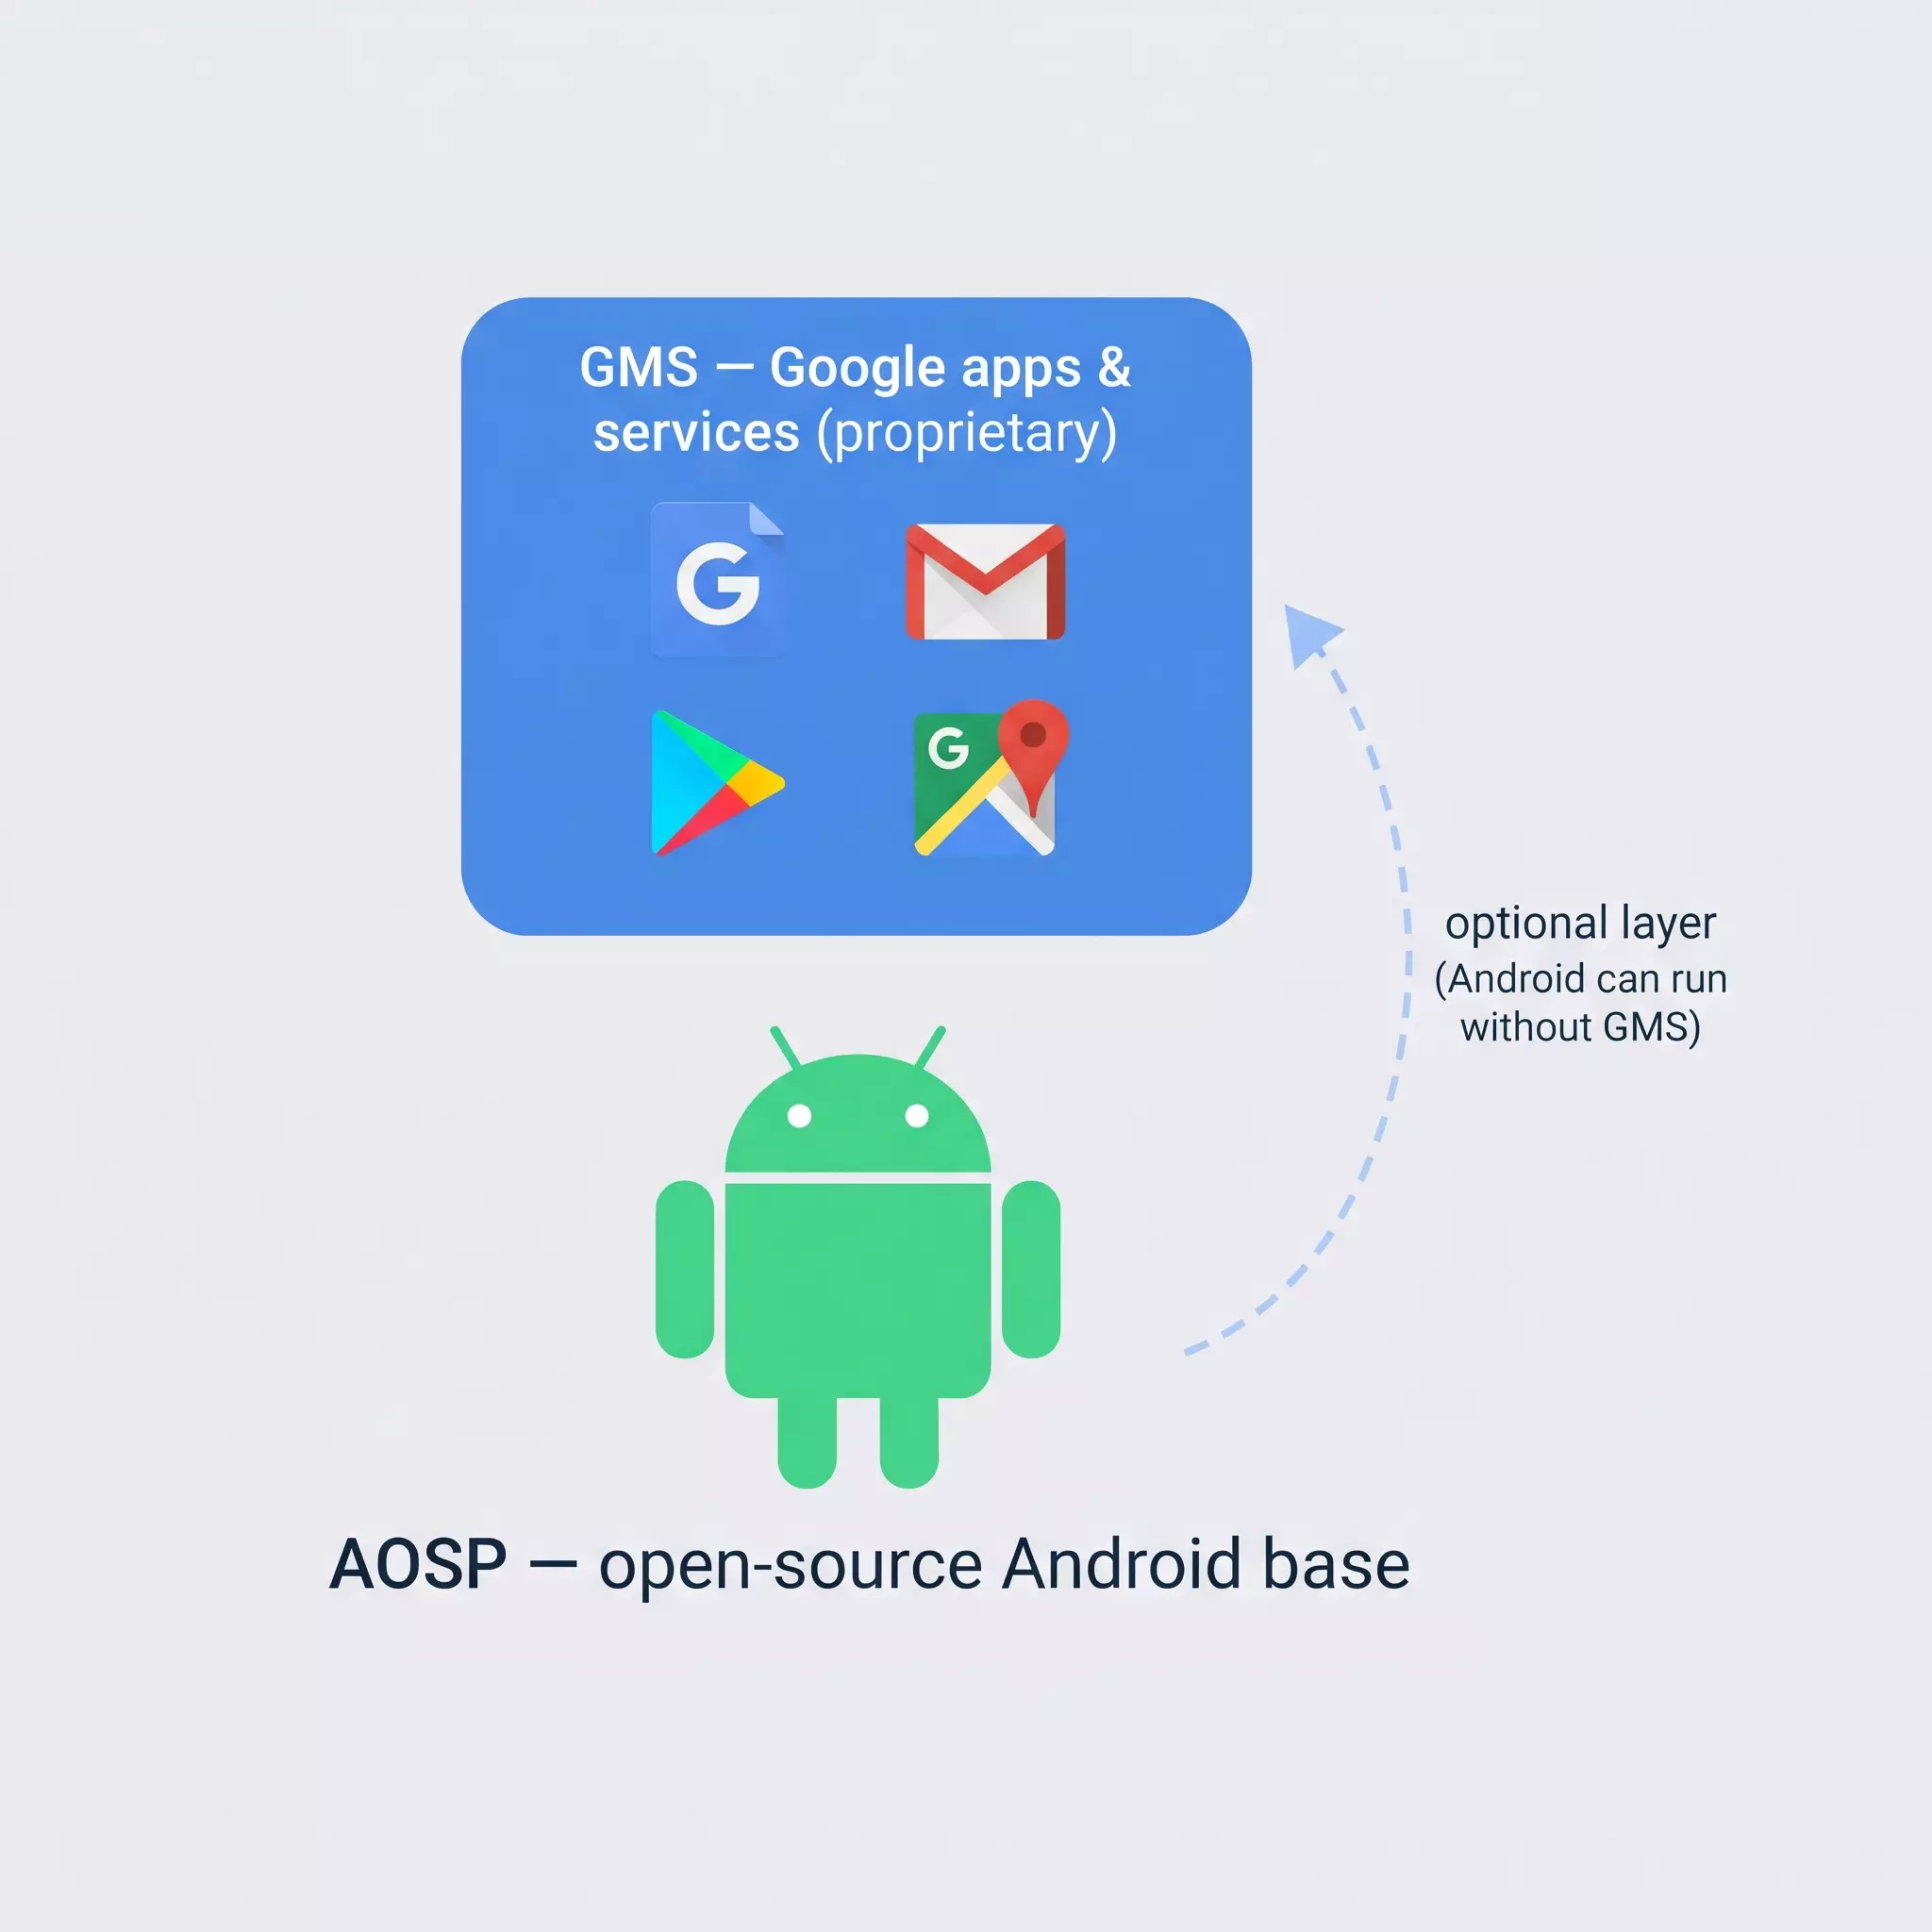 GMS — Google apps &
services (proprietary)
G
G
optional layer
(Android can run
without GMS)
AOSP — open-source Android base